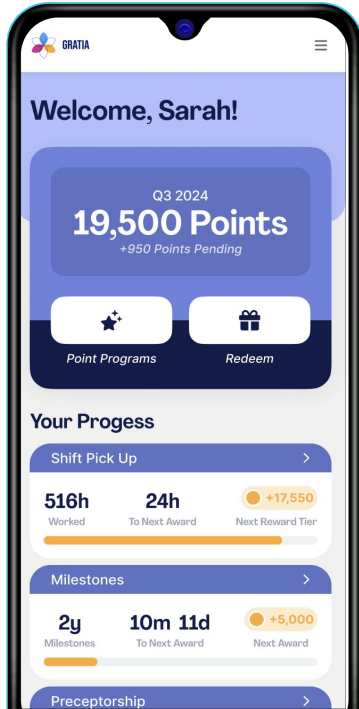 GRATIA
Welcome, Sarah!
Q3 2024
19,500 Points
+950 Points Pending
Point Programs Redeem
Your Progess
Shift Pick Up
516h 24h +17,550
Worked To Next Award Next Reward Tier
Milestones
2y 10m 11d +5,000
Milestones To Next Award Next Award
Preceptorship